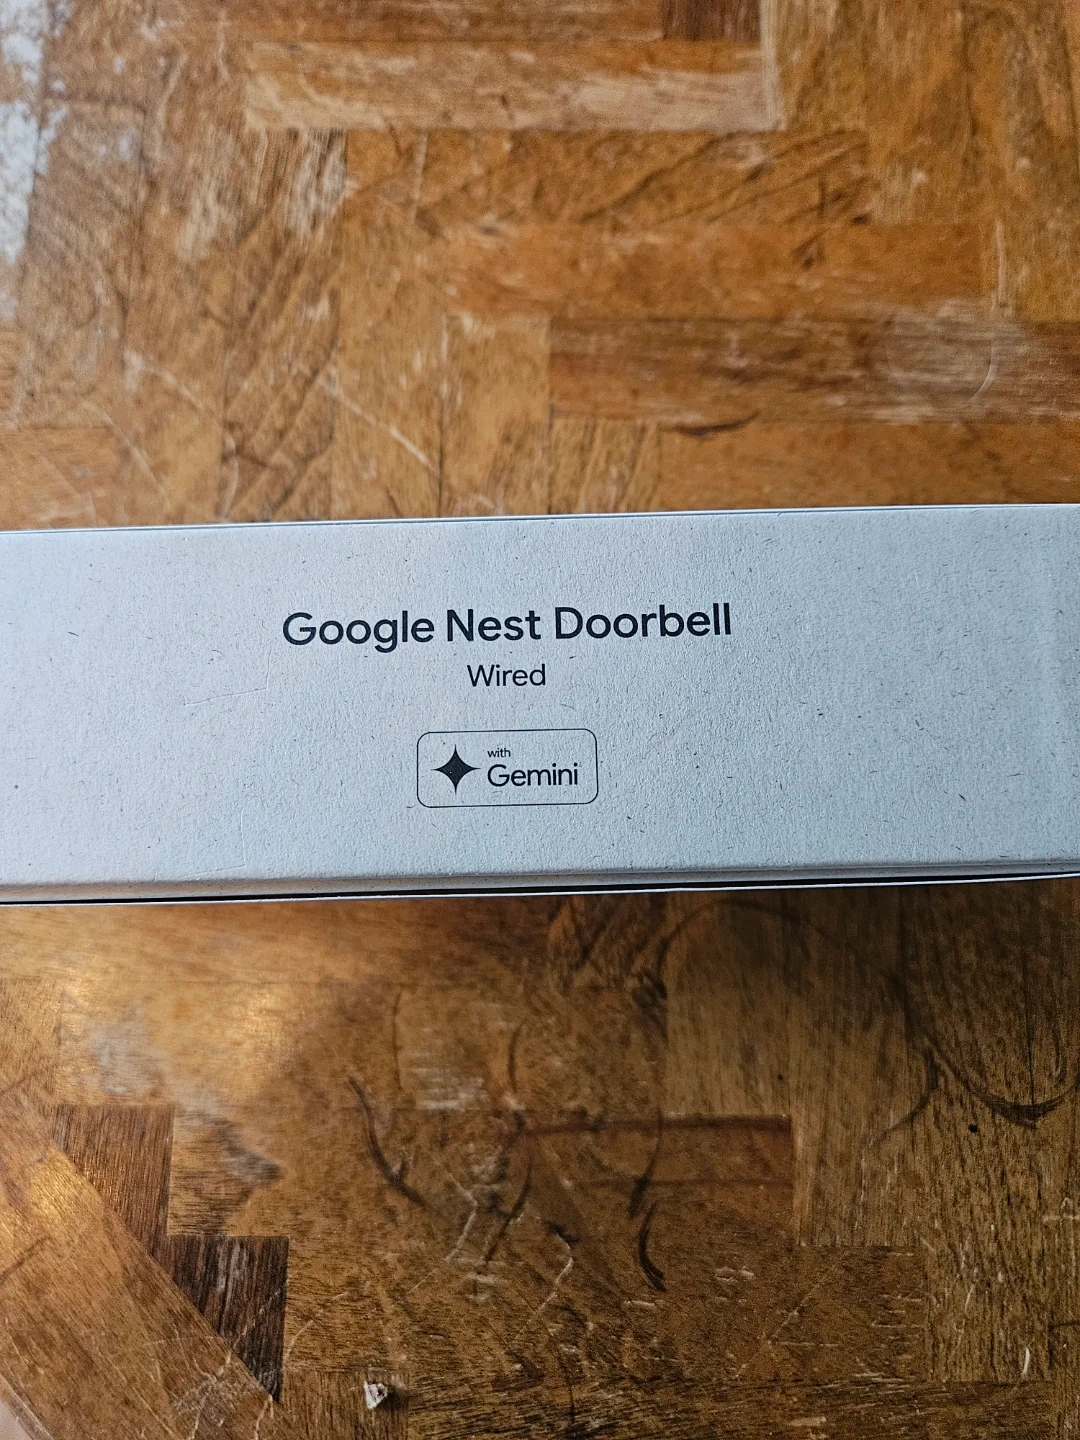 Google Nest Doorbell
Wired
with
Gemini